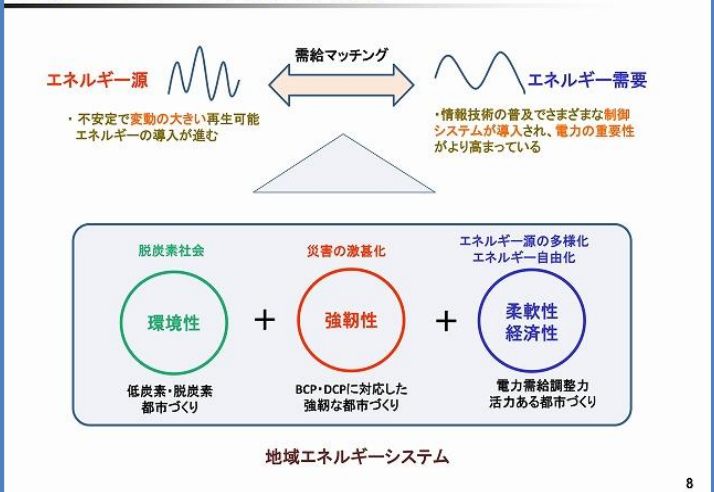 需給マッチング
エネルギー源
エネルギー需要
・ 不安定で変動の大きい再生可能
エネルギーの導入が進む
・情報技術の普及でさまざまな制御
システムが導入され、電力の重要性
がより高まっている
脱炭素社会
環境性
低炭素・脱炭素
都市づくり
+
災害の激甚化
強靭性
BCP・DCPに対応した
強靭な都市づくり
+
エネルギー源の多様化
エネルギー自由化
柔軟性
経済性
電力需給調整力
活力ある都市づくり
地域エネルギーシステム
8